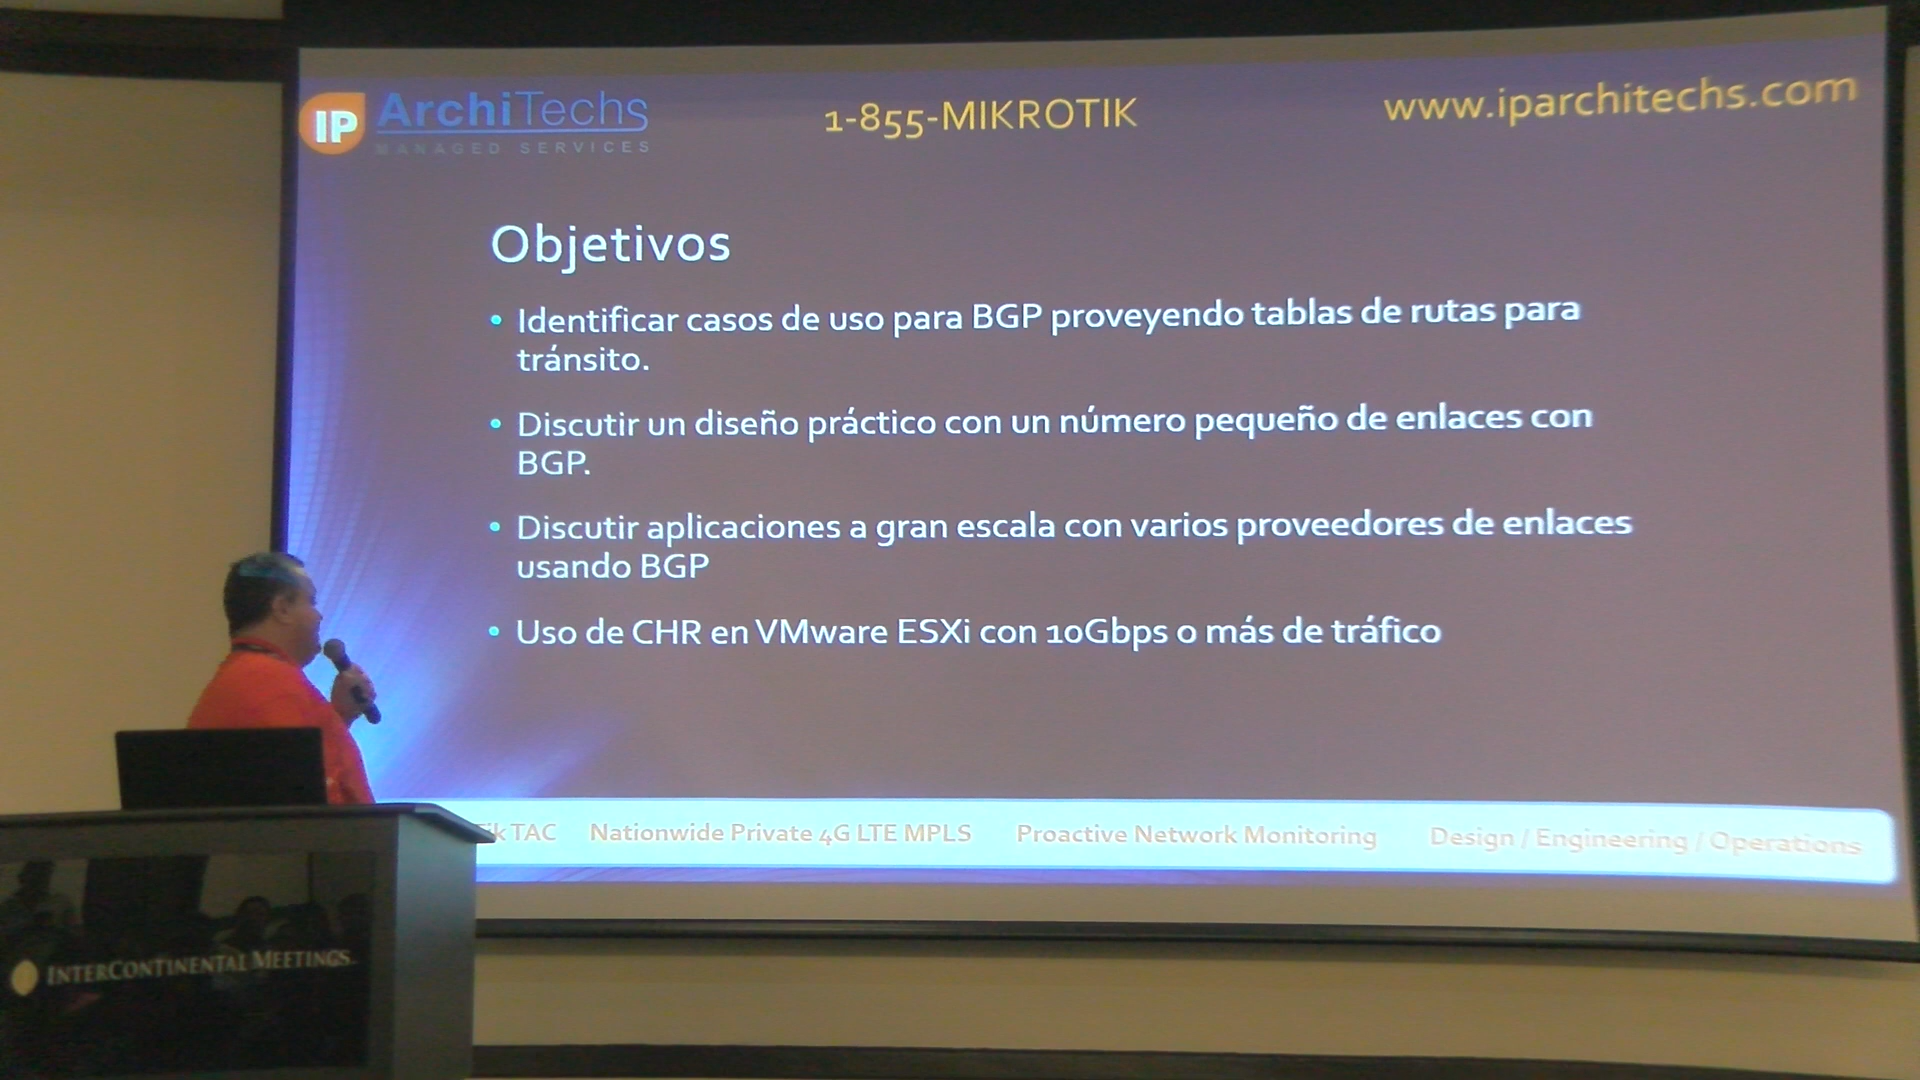 IP ArchiTechs
MANAGED SERVICES
1-855-MIKROTIK
www.iparchitechs.com
Objetivos
• Identificar casos de uso para BGP proveyendo tablas de rutas para
tránsito.
• Discutir un diseño práctico con un número pequeño de enlaces con
BGP.
• Discutir aplicaciones a gran escala con varios proveedores de enlaces
usando BGP
• Uso de CHR en VMware ESXi con 10Gbps o más de tráfico
TAC
Nationwide Private 4G LTE MPLS
Proactive Network Monitoring
Design / Engineering / Operations
INTERCONTINENTAL MEETINGS